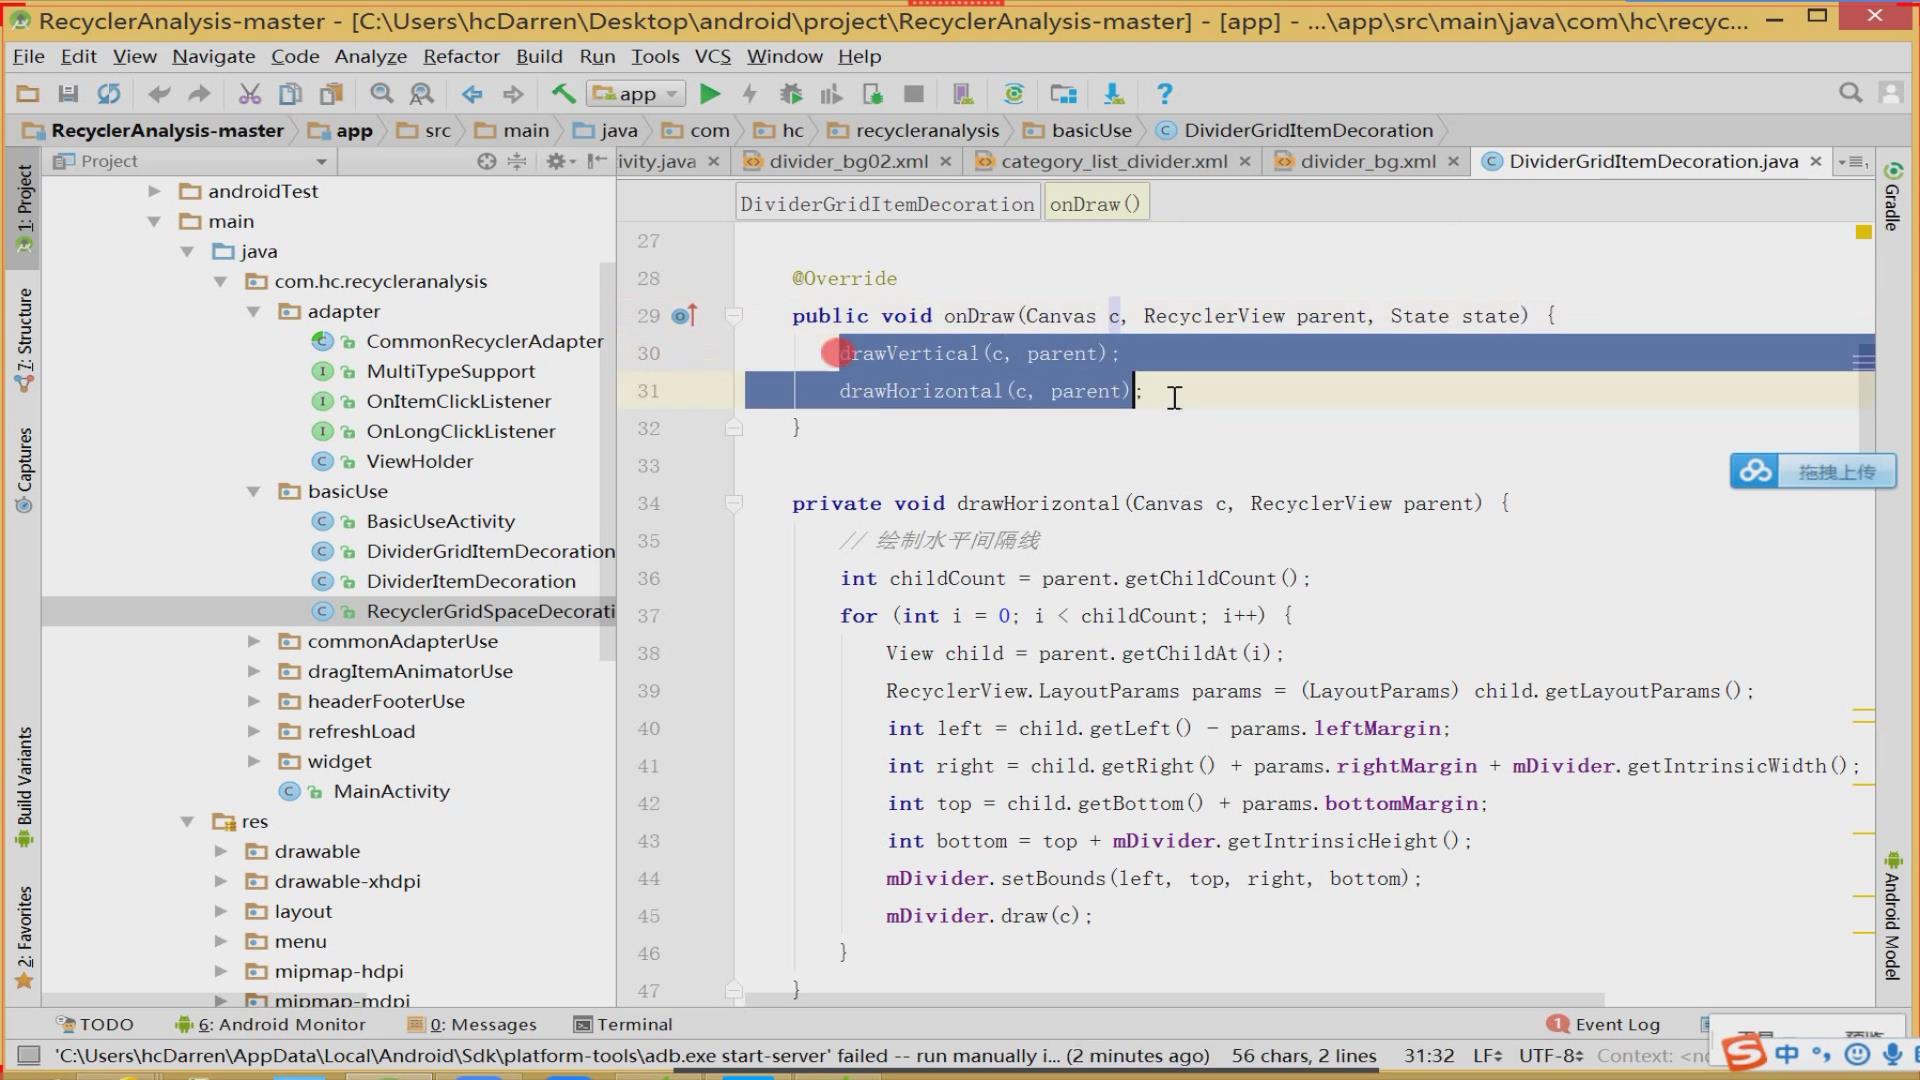 RecyclerAnalysis-master - [C:\Users\hcDarren\Desktop\android\project\RecyclerAnalysis-master] - [app] - ...\app\src\main\java\com\hc\recyc...
File Edit View Navigate Code Analyze Refactor Build Run Tools VCS Window Help
app
RecyclerAnalysis-master app src main java com hc recycleranalysis basicUse DividerGridItemDecoration
Project
ivity.java divider_bg02.xml category_list_divider.xml divider_bg.xml DividerGridItemDecoration.java
DividerGridItemDecoration onDraw()
1: Project
7: Structure
Captures
Build Variants
2: Favorites
androidTest
main
java
com.hc.recycleranalysis
adapter
CommonRecyclerAdapter
MultiTypeSupport
OnItemClickListener
OnLongClickListener
ViewHolder
basicUse
BasicUseActivity
DividerGridItemDecoration
DividerItemDecoration
RecyclerGridSpaceDecorati
commonAdapterUse
dragItemAnimatorUse
headerFooterUse
refreshLoad
widget
MainActivity
res
drawable
drawable-xhdpi
layout
menu
mipmap-hdpi
mipmap-mdpi
27
28 @Override
29 public void onDraw(Canvas c, RecyclerView parent, State state) {
30 drawVertical(c, parent);
31 drawHorizontal(c, parent);
32 }
33
34 private void drawHorizontal(Canvas c, RecyclerView parent) {
35 // 绘制水平间隔线
36 int childCount = parent.getChildCount();
37 for (int i = 0; i < childCount; i++) {
38 View child = parent.getChildAt(i);
39 RecyclerView.LayoutParams params = (LayoutParams) child.getLayoutParams();
40 int left = child.getLeft() - params.leftMargin;
41 int right = child.getRight() + params.rightMargin + mDivider.getIntrinsicWidth();
42 int top = child.getBottom() + params.bottomMargin;
43 int bottom = top + mDivider.getIntrinsicHeight();
44 mDivider.setBounds(left, top, right, bottom);
45 mDivider.draw(c);
46 }
47 }
拖拽上传
Gradle
Android Model
TODO 6: Android Monitor 0: Messages Terminal 1 Event Log
'C:\Users\hcDarren\AppData\Local\Android\Sdk\platform-tools\adb.exe start-server' failed -- run manually i... (2 minutes ago) 56 chars, 2 lines 31:32 LF UTF-8 Context: <no
中